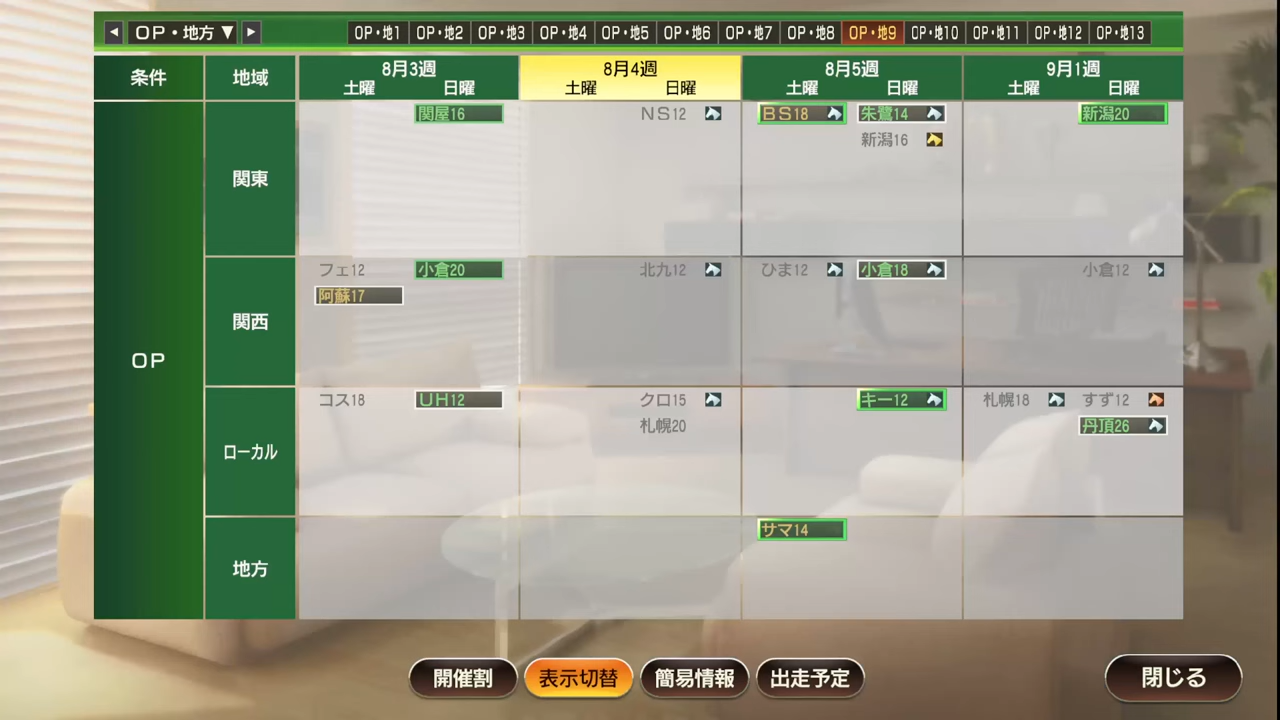 ◀ OP・地方▼ ▶ OP・地1 OP・地2 OP・地3 OP・地4 OP・地5 OP・地6 OP・地7 OP・地8 OP・地9 OP・地10 OP・地11 OP・地12 OP・地13
条件 地域 8月3週 8月4週 8月5週 9月1週
土曜 日曜 土曜 日曜 土曜 日曜 土曜 日曜
OP
関東
関屋16 NS12 BS18 朱鷺14 新潟20
新潟16
関西
フェ12 小倉20 北九12 ひま12 小倉18 小倉12
阿蘇17
ローカル
コス18 UH12 クロ15 キー12 札幌18 すず12
札幌20 丹頂26
地方
サマ14
開催割 表示切替 簡易情報 出走予定 閉じる